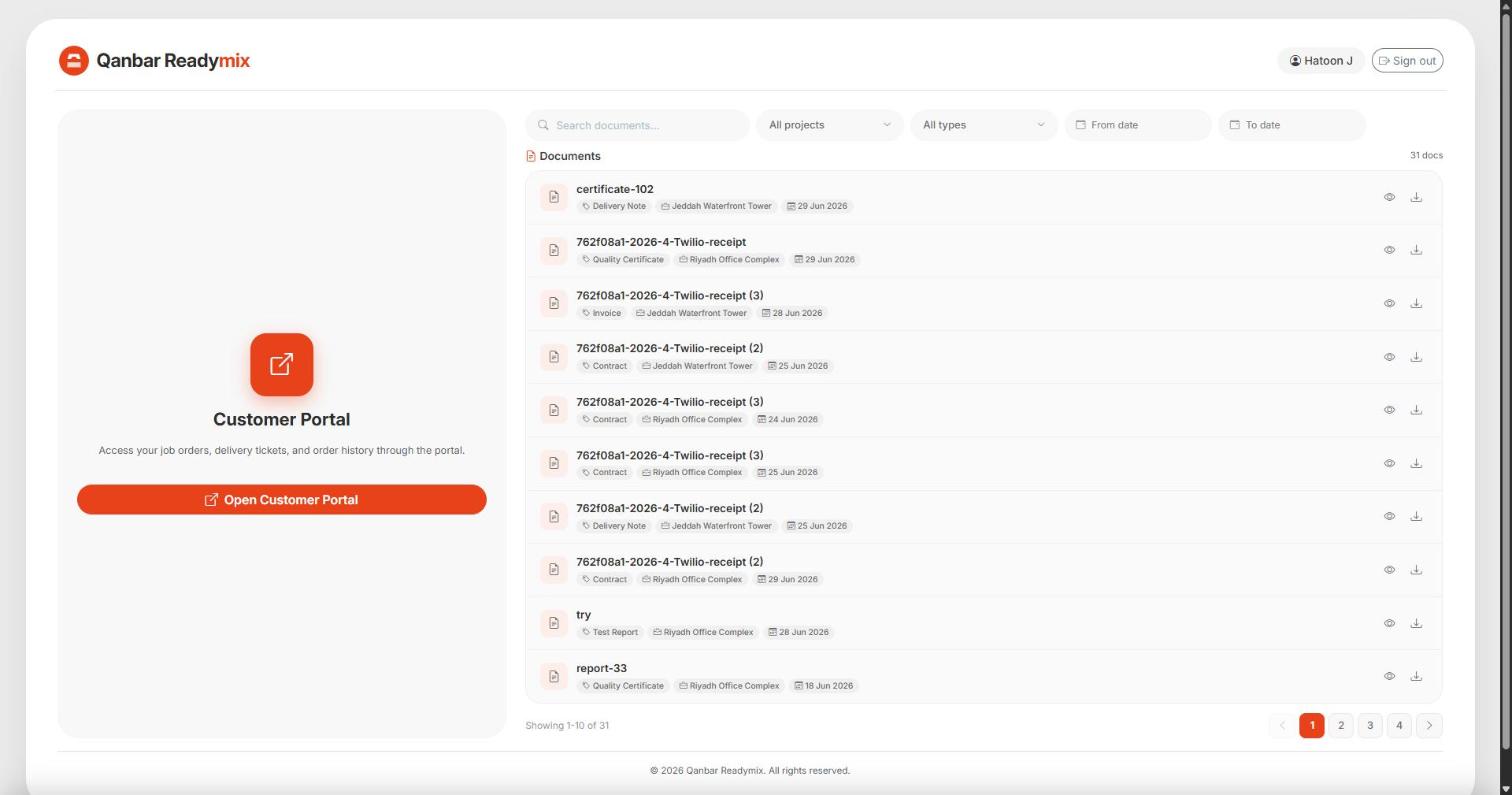 Qanbar Readymix
Hatoon J
Sign out
Customer Portal
Access your job orders, delivery tickets, and order history through the portal.
Open Customer Portal
Search documents...
All projects
All types
From date
To date
Documents
31 docs
certificate-102
Delivery Note Jeddah Waterfront Tower 29 Jun 2026
762f08a1-2026-4-Twilio-receipt
Quality Certificate Riyadh Office Complex 29 Jun 2026
762f08a1-2026-4-Twilio-receipt (3)
Invoice Jeddah Waterfront Tower 28 Jun 2026
762f08a1-2026-4-Twilio-receipt (2)
Contract Jeddah Waterfront Tower 25 Jun 2026
762f08a1-2026-4-Twilio-receipt (3)
Contract Riyadh Office Complex 24 Jun 2026
762f08a1-2026-4-Twilio-receipt (3)
Contract Riyadh Office Complex 25 Jun 2026
762f08a1-2026-4-Twilio-receipt (2)
Delivery Note Jeddah Waterfront Tower 25 Jun 2026
762f08a1-2026-4-Twilio-receipt (2)
Contract Riyadh Office Complex 29 Jun 2026
try
Test Report Riyadh Office Complex 28 Jun 2026
report-33
Quality Certificate Riyadh Office Complex 18 Jun 2026
Showing 1-10 of 31
1 2 3 4
© 2026 Qanbar Readymix. All rights reserved.